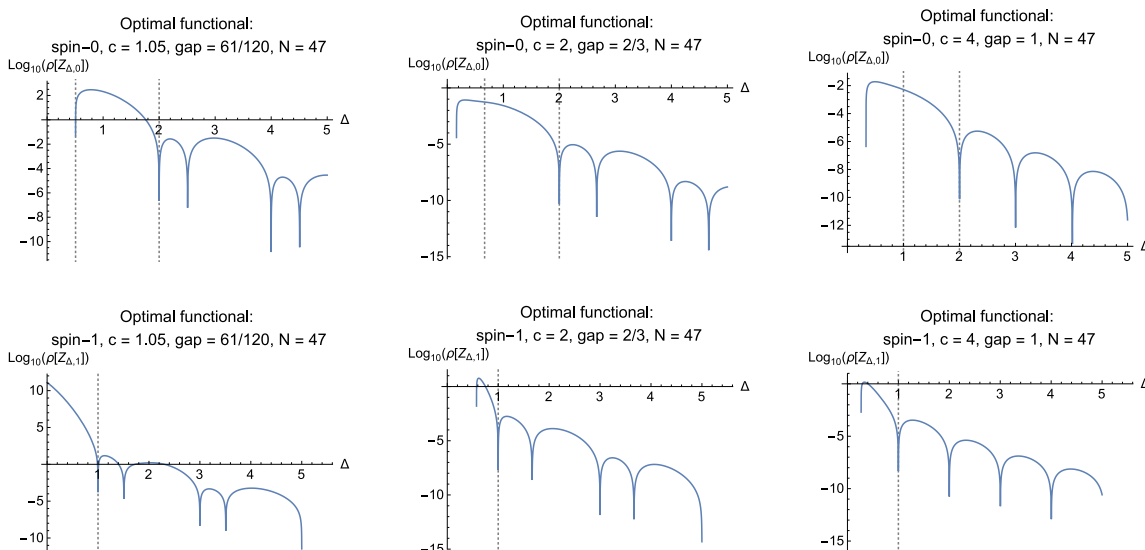 Optimal functional:
spin-0, c = 1.05, gap = 61/120, N = 47
Log₁₀(ρ[Z_{Δ,0}])
2
-2
-4
-6
-8
-10
1
2
3
4
5
Δ
Optimal functional:
spin-0, c = 2, gap = 2/3, N = 47
Log₁₀(ρ[Z_{Δ,0}])
-5
-10
-15
1
2
3
4
5
Δ
Optimal functional:
spin-0, c = 4, gap = 1, N = 47
Log₁₀(ρ[Z_{Δ,0}])
-2
-4
-6
-8
-10
-12
1
2
3
4
5
Δ
Optimal functional:
spin-1, c = 1.05, gap = 61/120, N = 47
Log₁₀(ρ[Z_{Δ,1}])
10
5
-5
-10
1
2
3
4
5
Δ
Optimal functional:
spin-1, c = 2, gap = 2/3, N = 47
Log₁₀(ρ[Z_{Δ,1}])
-5
-10
-15
1
2
3
4
5
Δ
Optimal functional:
spin-1, c = 4, gap = 1, N = 47
Log₁₀(ρ[Z_{Δ,1}])
-5
-10
-15
1
2
3
4
5
Δ